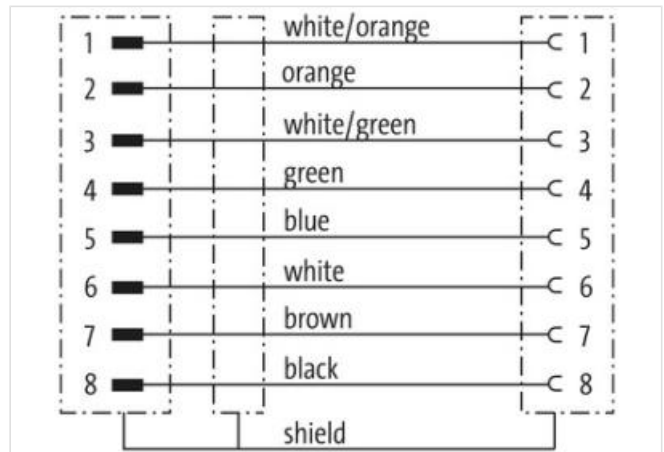 1 white/orange 1
2 orange 2
3 white/green 3
4 green 4
5 blue 5
6 white 6
7 brown 7
8 black 8
shield